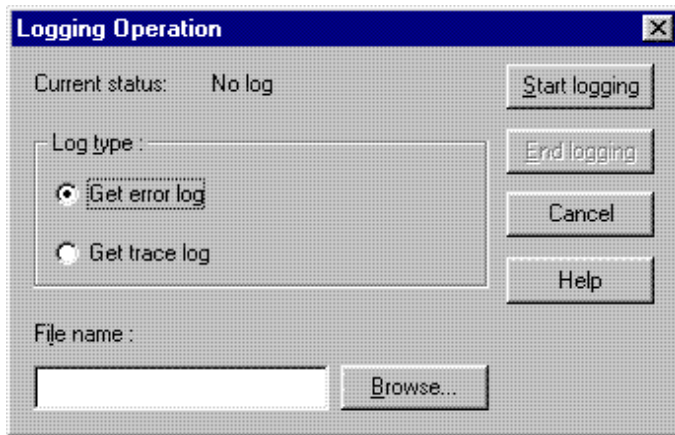 Logging Operation
Current status: No log
Start logging
Log type :
End logging
Get error log
Cancel
Get trace log
Help
File name :
Browse...